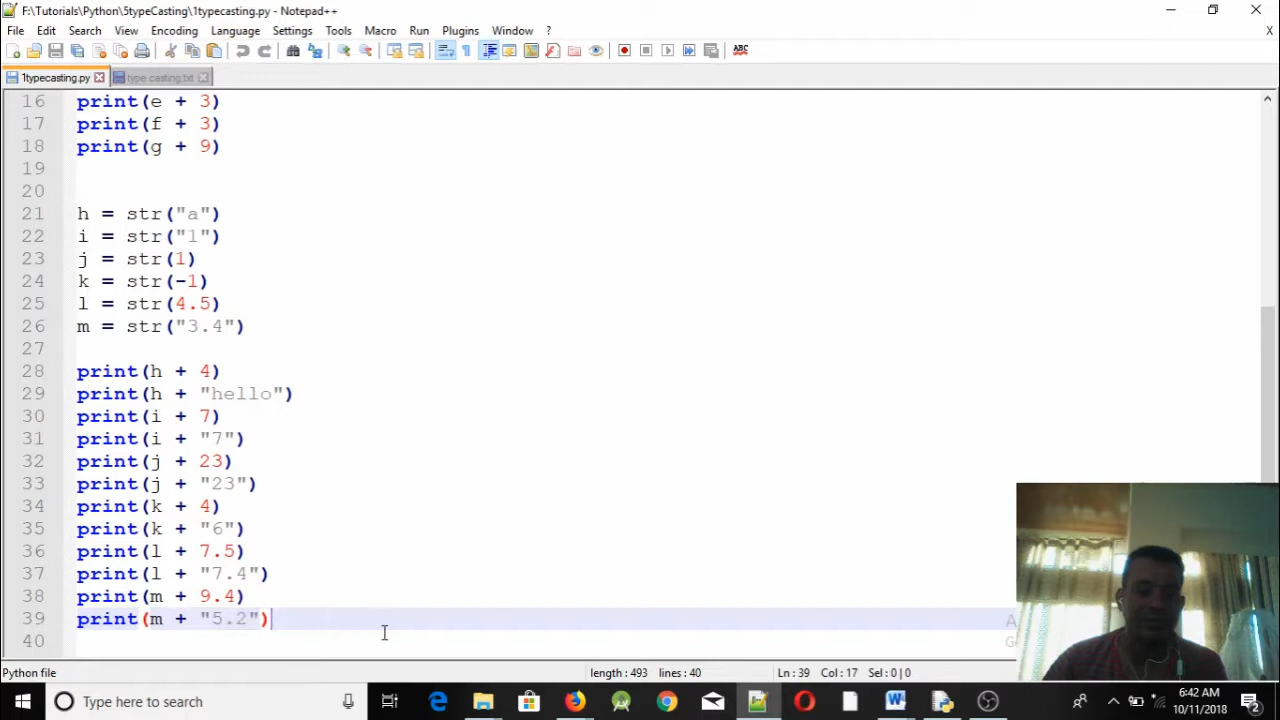 F:\Tutorials\Python\5typeCasting\1typecasting.py - Notepad++
File Edit Search View Encoding Language Settings Tools Macro Run Plugins Window ?
X
ABC
1typecasting.py type casting.txt
16 print(e + 3)
17 print(f + 3)
18 print(g + 9)
19
20
21 h = str("a")
22 i = str("1")
23 j = str(1)
24 k = str(-1)
25 l = str(4.5)
26 m = str("3.4")
27
28 print(h + 4)
29 print(h + "hello")
30 print(i + 7)
31 print(i + "7")
32 print(j + 23)
33 print(j + "23")
34 print(k + 4)
35 print(k + "6")
36 print(l + 7.5)
37 print(l + "7.4")
38 print(m + 9.4)
39 print(m + "5.2")
40
Python file length : 493 lines : 40 Ln : 39 Col : 17 Sel : 0 | 0
Type here to search
6:42 AM
10/11/2018
2